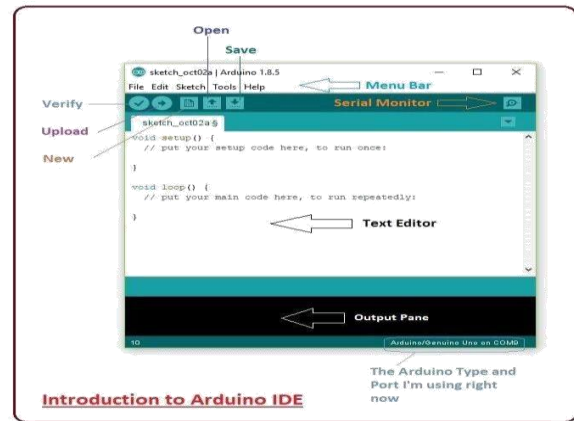 Open
Save
sketch_oct02a | Arduino 1.8.5
File Edit Sketch Tools Help
Menu Bar
Verify
Serial Monitor
Upload
sketch_oct02a §
New
void setup() {
// put your setup code here, to run once:
}
void loop() {
// put your main code here, to run repeatedly:
}
Text Editor
Output Pane
10
Arduino/Genuino Uno on COM9
The Arduino Type and
Port I'm using right
now
Introduction to Arduino IDE